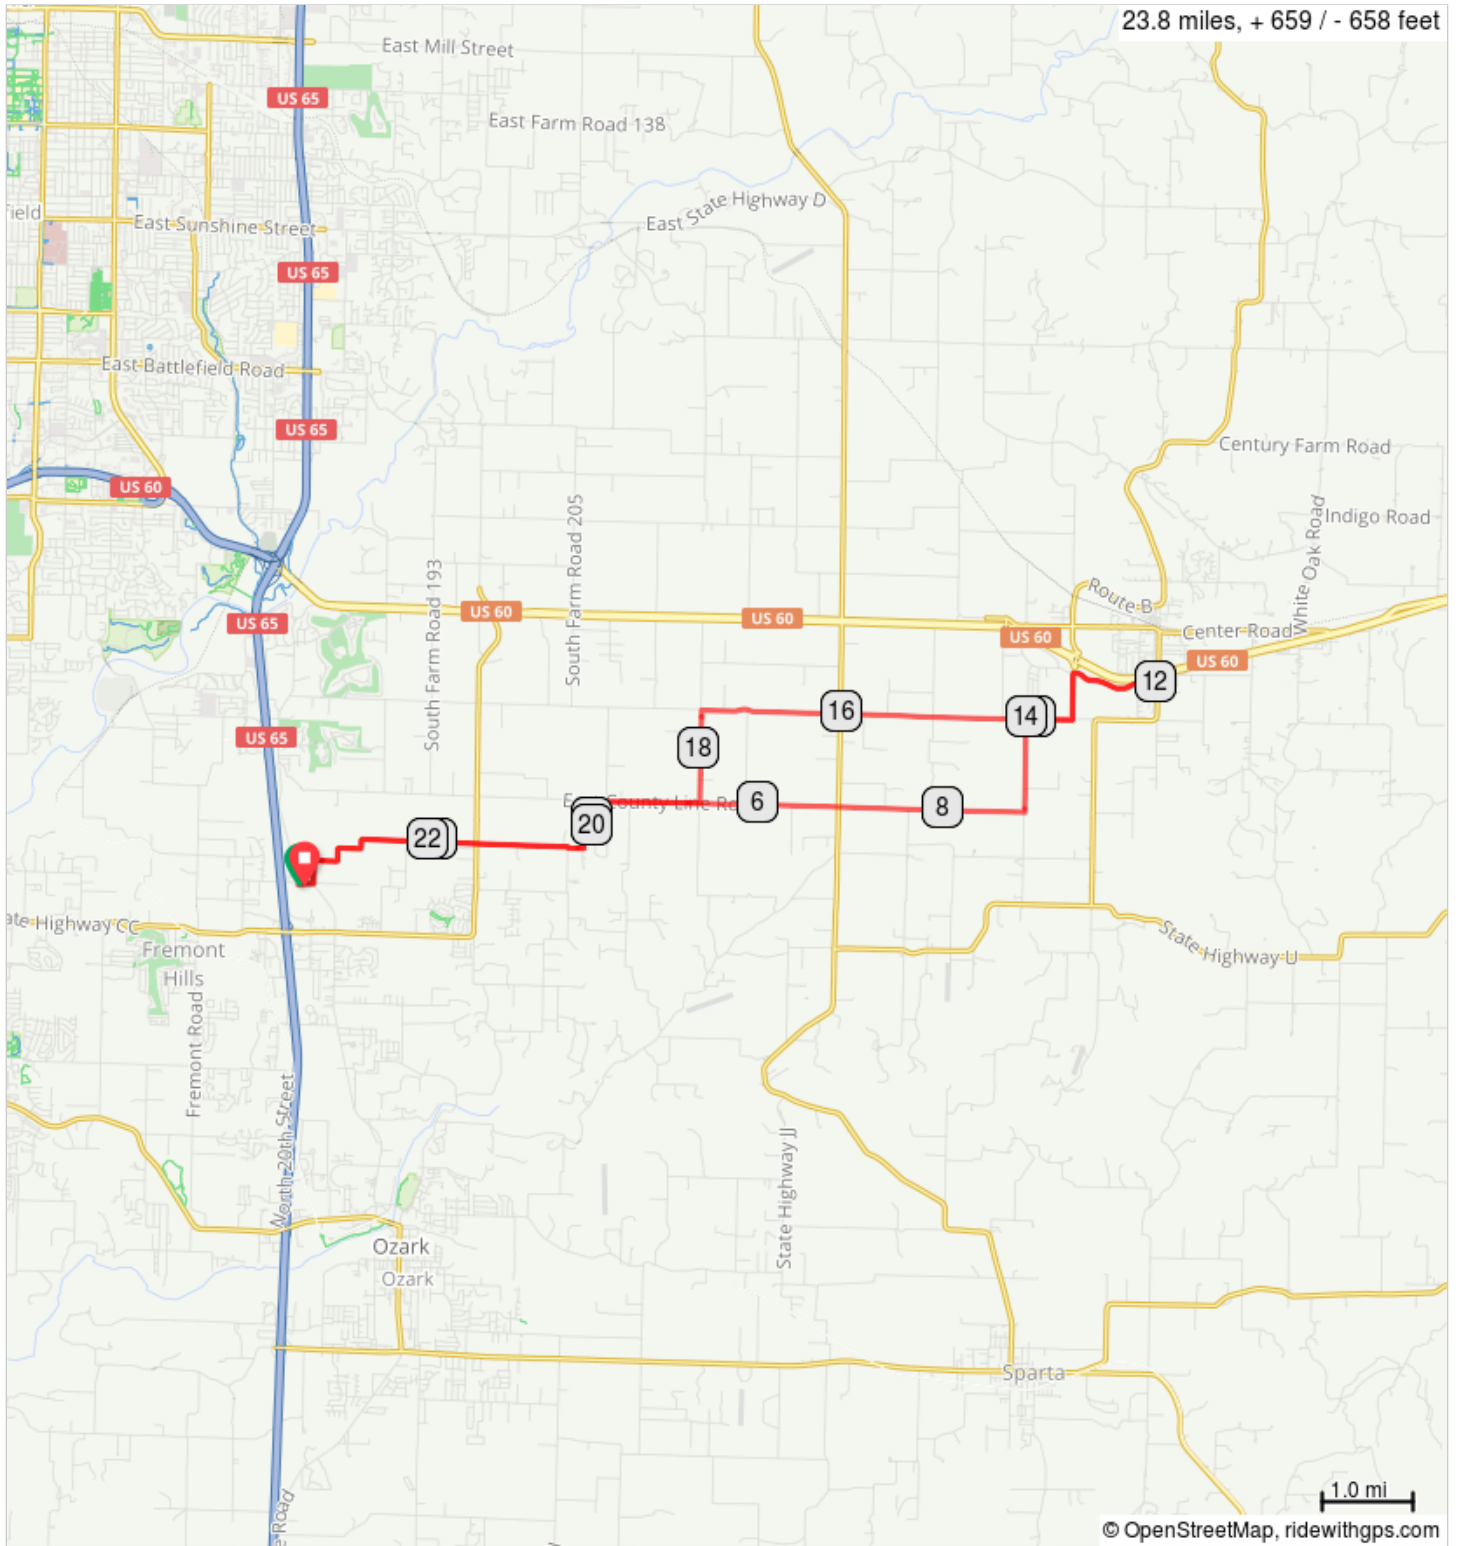 23.8 miles, + 659 / - 658 feet
East Mill Street
US 65
East Farm Road 138
East State Highway D
field
East Sunshine Street
US 65
East Battlefield Road
US 65
Century Farm Road
US 60
South Farm Road 205
White Oak Road
Indigo Road
South Farm Road 193
Route B
US 60
US 60
US 65
US 60
Center Road
US 60
12
16
14
US 65
18
6
8
20
22
ate Highway CC
Fremont
Hills
State Highway U
Fremont Road
North 20th Street
State Highway JJ
Ozark
Ozark
Sparta
1.0 mi
e Road
© OpenStreetMap, ridewithgps.com